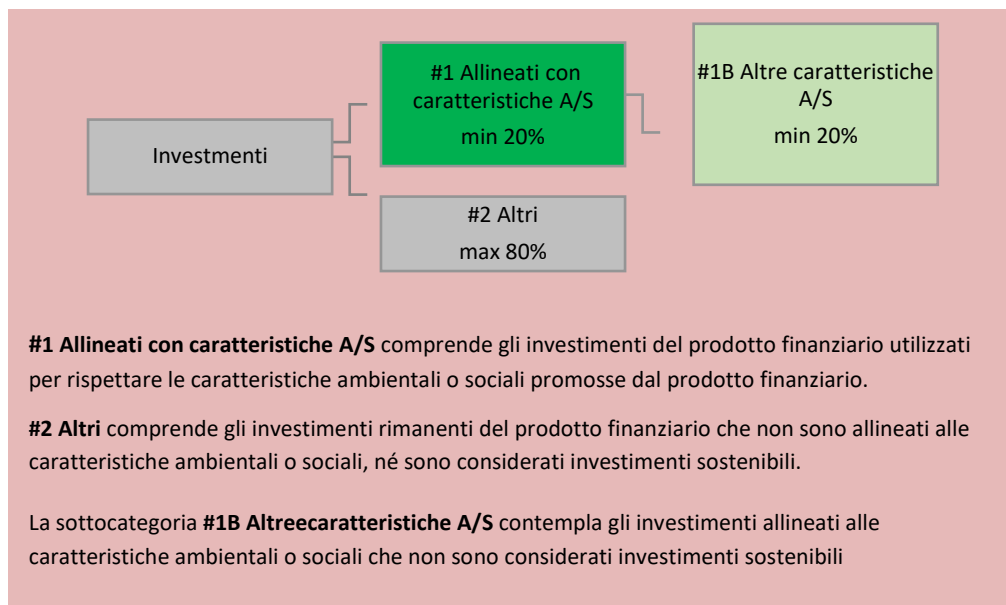 #1 Allineati con
caratteristiche A/S
min 20%
#1B Altre caratteristiche
A/S
min 20%
Investmenti
#2 Altri
max 80%
#1 Allineati con caratteristiche A/S comprende gli investimenti del prodotto finanziario utilizzati
per rispettare le caratteristiche ambientali o sociali promosse dal prodotto finanziario.
#2 Altri comprende gli investimenti rimanenti del prodotto finanziario che non sono allineati alle
caratteristiche ambientali o sociali, né sono considerati investimenti sostenibili.
La sottocategoria #1B Altreecaratteristiche A/S contempla gli investimenti allineati alle
caratteristiche ambientali o sociali che non sono considerati investimenti sostenibili